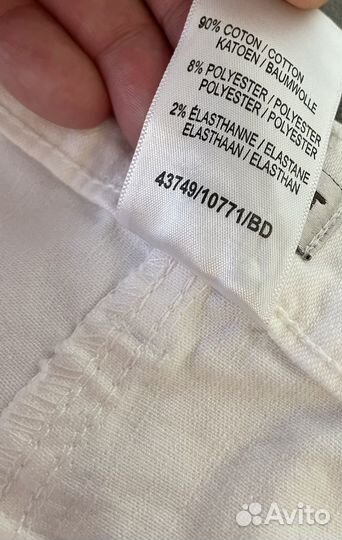 90% COTON / COTTON
KATOEN / BAUMWOLLE
8% POLYESTER / POLYESTER
POLYESTER / POLYESTER
2% ÉLASTHANNE / ELASTANE
ELASTHAAN / ELASTHAN
43749/10771/BD
Avito